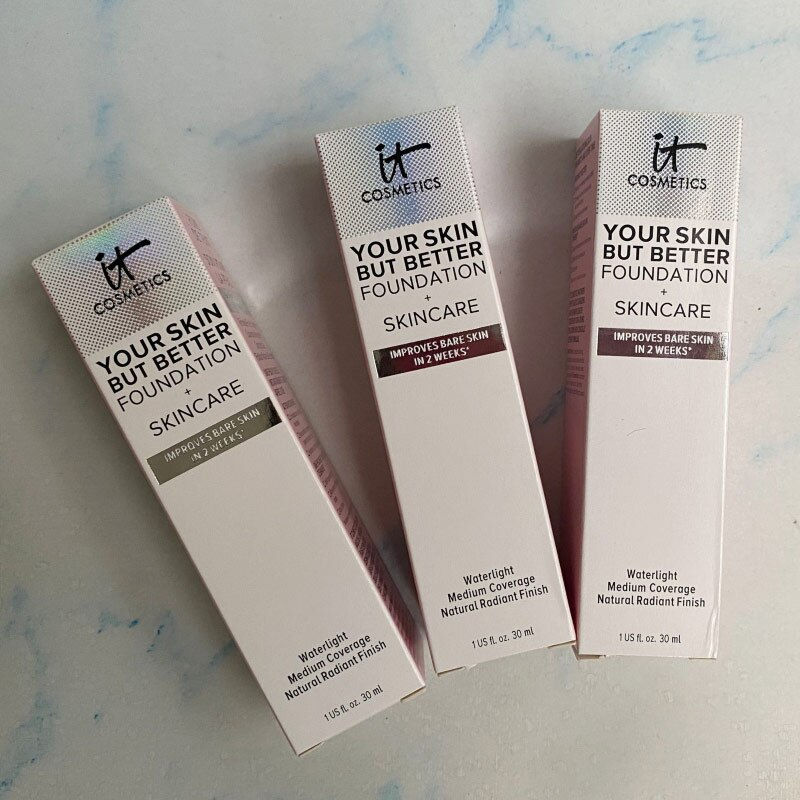 it
COSMETICS
YOUR SKIN
BUT BETTER
FOUNDATION
+
SKINCARE
IMPROVES BARE SKIN
IN 2 WEEKS*
Waterlight
Medium Coverage
Natural Radiant Finish
1 US fl. oz. 30 ml
it
COSMETICS
YOUR SKIN
BUT BETTER
FOUNDATION
+
SKINCARE
IMPROVES BARE SKIN
IN 2 WEEKS*
Waterlight
Medium Coverage
Natural Radiant Finish
1 US fl. oz. 30 ml
it
COSMETICS
YOUR SKIN
BUT BETTER
FOUNDATION
+
SKINCARE
IMPROVES BARE SKIN
IN 2 WEEKS*
Waterlight
Medium Coverage
Natural Radiant Finish
1 US fl. oz. 30 ml